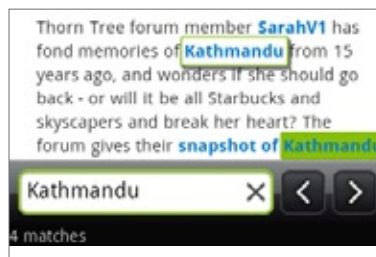 Thorn Tree forum member SarahV1 has
fond memories of Kathmandu from 15
years ago, and wonders if she should go
back - or will it be all Starbucks and
skyscapers and break her heart? The
forum gives their snapshot of Kathmandu
Kathmandu
4 matches